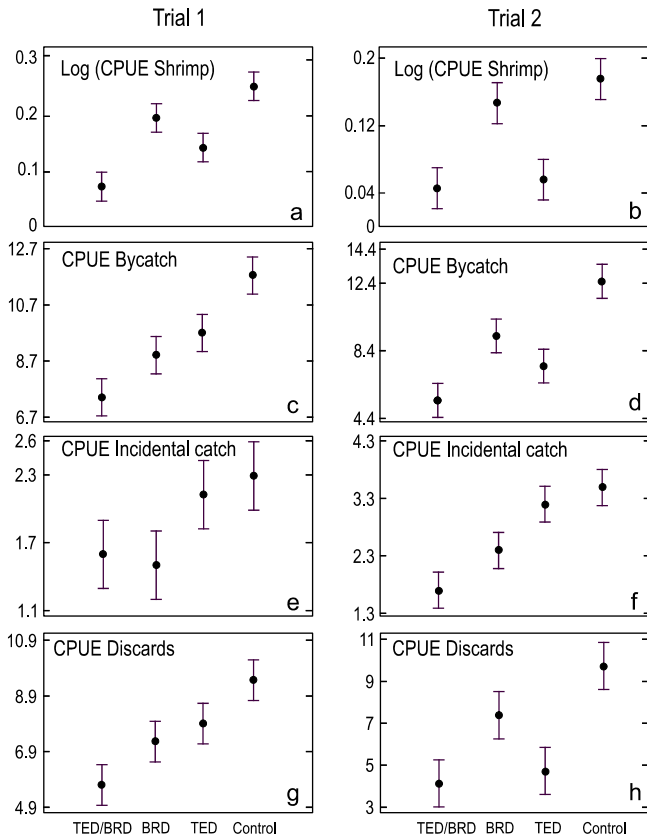 Trial 1
Trial 2
Log (CPUE Shrimp)
0.3
0.2
0.1
0
a
Log (CPUE Shrimp)
0.2
0.12
0.04
0
b
CPUE Bycatch
12.7
10.7
8.7
6.7
c
CPUE Bycatch
14.4
12.4
8.4
4.4
d
CPUE Incidental catch
2.6
2.3
1.7
1.1
e
CPUE Incidental catch
4.3
3.3
2.3
1.3
f
CPUE Discards
10.9
8.9
6.9
4.9
g
CPUE Discards
11
9
7
5
3
h
TED/BRD BRD TED Control
TED/BRD BRD TED Control